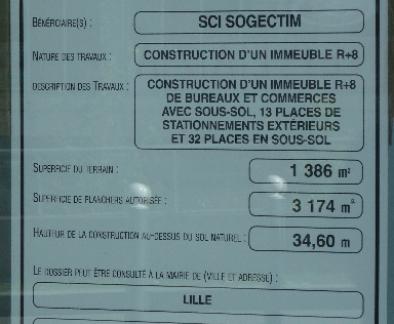 BÉNÉFICIAIRE(S) : SCI SOGECTIM
NATURE DES TRAVAUX : CONSTRUCTION D'UN IMMEUBLE R+8
DESCRIPTION DES TRAVAUX : CONSTRUCTION D'UN IMMEUBLE R+8
DE BUREAUX ET COMMERCES
AVEC SOUS-SOL, 13 PLACES DE
STATIONNEMENTS EXTÉRIEURS
ET 32 PLACES EN SOUS-SOL
SUPERFICIE DU TERRAIN : 1 386 m²
SUPERFICIE DE PLANCHERS AUTORISÉE : 3 174 m²
HAUTEUR DE LA CONSTRUCTION AU-DESSUS DU SOL NATUREL : 34,60 m
LE DOSSIER PEUT ÊTRE CONSULTÉ À LA MAIRIE DE (VILLE ET ADRESSE) :
LILLE